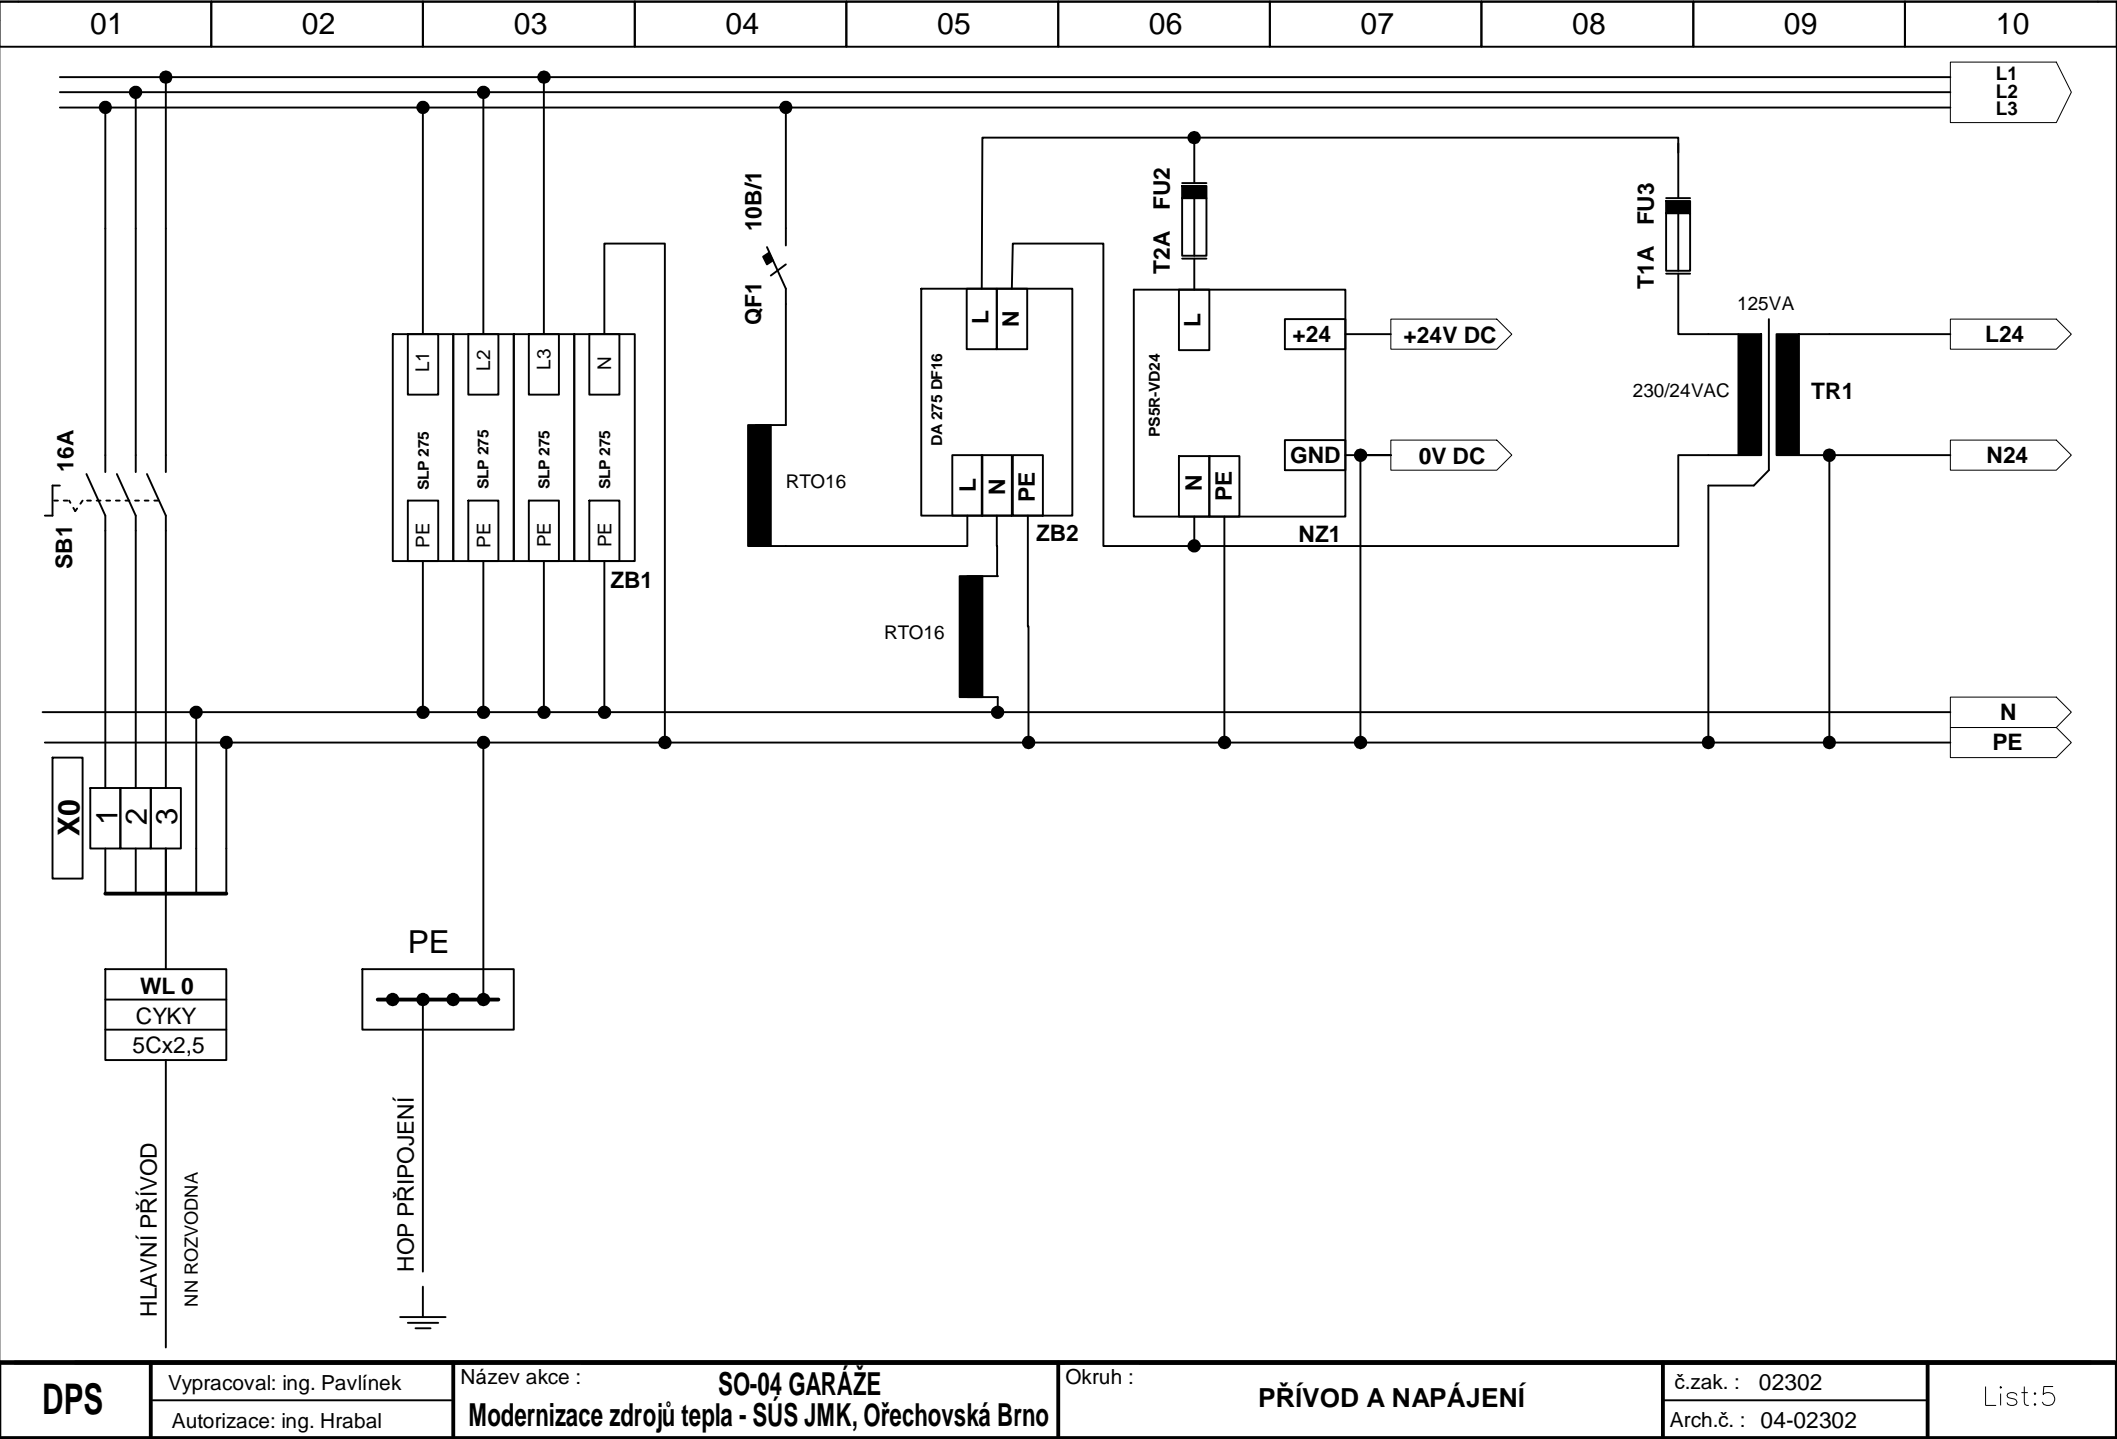 01 02 03 04 05 06 07 08 09 10
L1
L2
L3
16A
SB1
L1 L2 L3 N
SLP 275 SLP 275 SLP 275 SLP 275
PE PE PE PE
ZB1
10B/1
QF1
RTO16
L N
DA 275 DF16
L N PE
ZB2
RTO16
FU2
T2A
L
PS5R-VD24
+24
+24V DC
GND
0V DC
N PE
NZ1
FU3
T1A
125VA
230/24VAC
TR1
L24
N24
N
PE
X0
1 2 3
WL 0
CYKY
5Cx2,5
HLAVNÍ PŘÍVOD
NN ROZVODNA
PE
HOP PŘIPOJENÍ
DPS
Vypracoval: ing. Pavlínek
Autorizace: ing. Hrabal
Název akce :
SO-04 GARÁŽE
Modernizace zdrojů tepla - SÚS JMK, Ořechovská Brno
Okruh :
PŘÍVOD A NAPÁJENÍ
č.zak. : 02302
Arch.č. : 04-02302
List:5